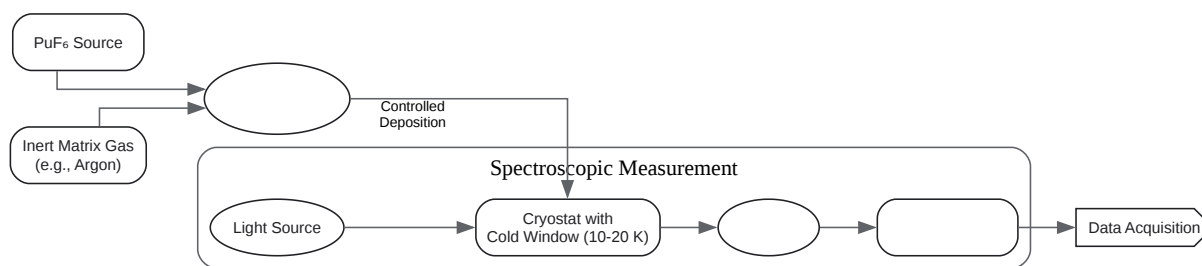 PuF₆ Source
Controlled
Deposition
Inert Matrix Gas
(e.g., Argon)
Spectroscopic Measurement
Light Source
Cryostat with
Cold Window (10-20 K)
Data Acquisition